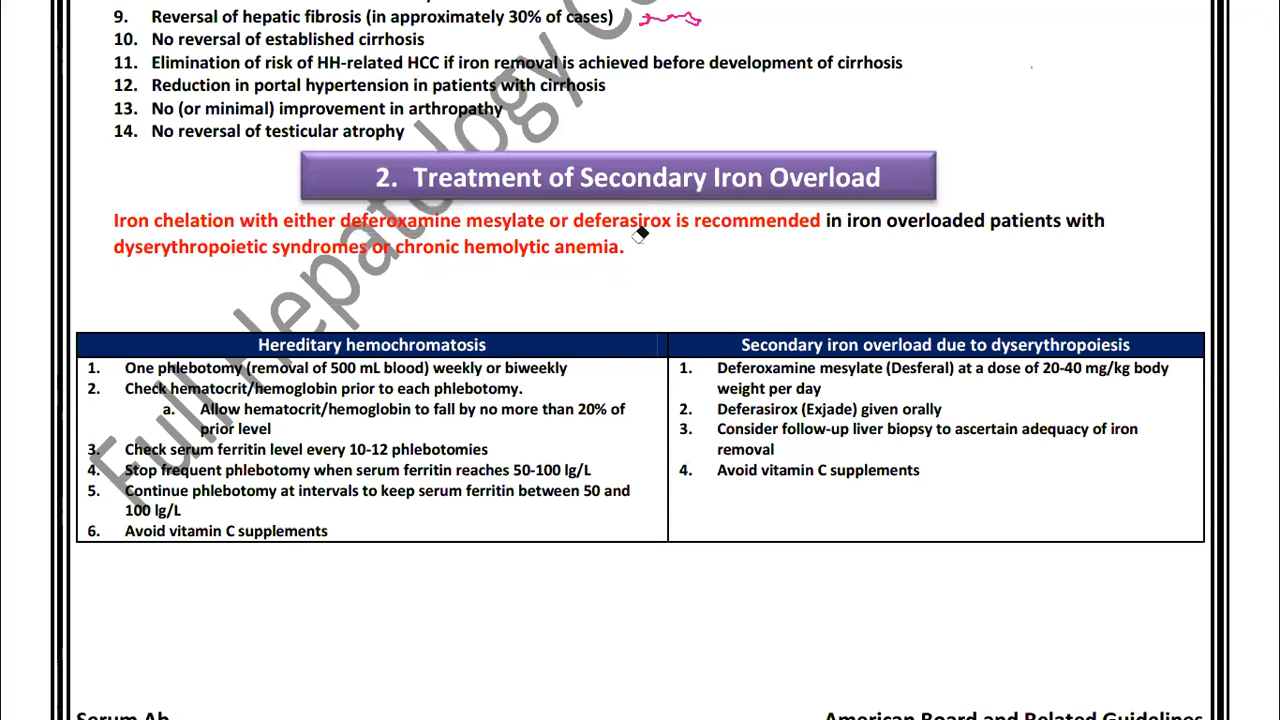 9. Reversal of hepatic fibrosis (in approximately 30% of cases)
10. No reversal of established cirrhosis
11. Elimination of risk of HH-related HCC if iron removal is achieved before development of cirrhosis
12. Reduction in portal hypertension in patients with cirrhosis
13. No (or minimal) improvement in arthropathy
14. No reversal of testicular atrophy
2. Treatment of Secondary Iron Overload
Iron chelation with either deferoxamine mesylate or deferasirox is recommended in iron overloaded patients with
dyserythropoietic syndromes or chronic hemolytic anemia.
Hereditary hemochromatosis
1. One phlebotomy (removal of 500 mL blood) weekly or biweekly
2. Check hematocrit/hemoglobin prior to each phlebotomy.
a. Allow hematocrit/hemoglobin to fall by no more than 20% of
prior level
3. Check serum ferritin level every 10-12 phlebotomies
4. Stop frequent phlebotomy when serum ferritin reaches 50-100 lg/L
5. Continue phlebotomy at intervals to keep serum ferritin between 50 and
100 lg/L
6. Avoid vitamin C supplements
Secondary iron overload due to dyserythropoiesis
1. Deferoxamine mesylate (Desferal) at a dose of 20-40 mg/kg body
weight per day
2. Deferasirox (Exjade) given orally
3. Consider follow-up liver biopsy to ascertain adequacy of iron
removal
4. Avoid vitamin C supplements
Full Hepatology
Serum Ab
American Board and Related Guidelines